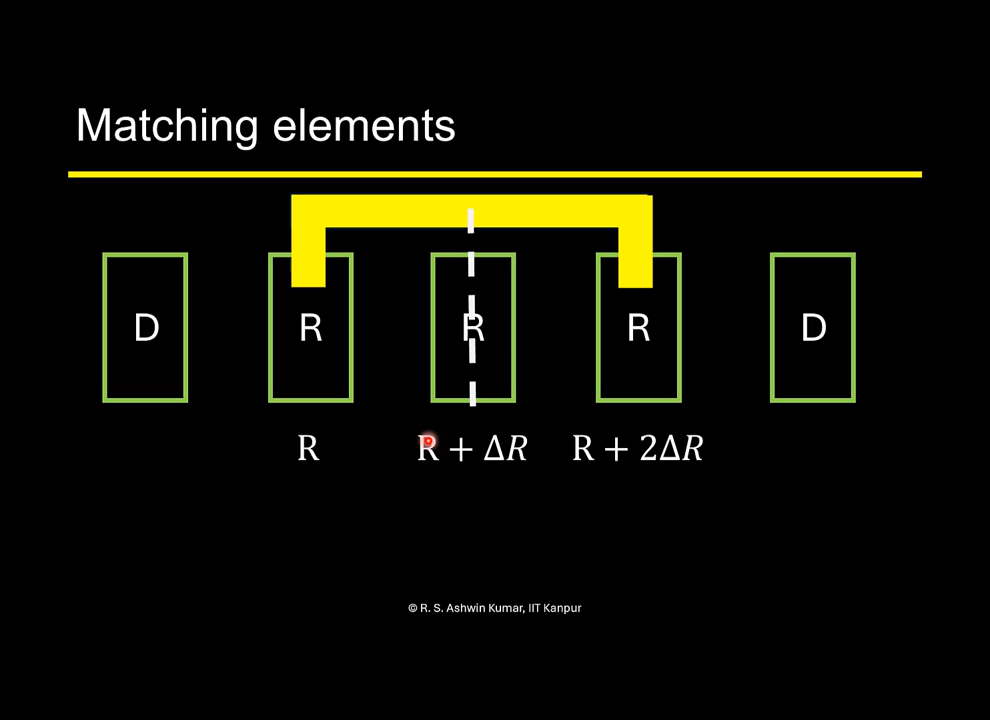 Matching elements
D R R R D
R R + ΔR R + 2ΔR
© R. S. Ashwin Kumar, IIT Kanpur